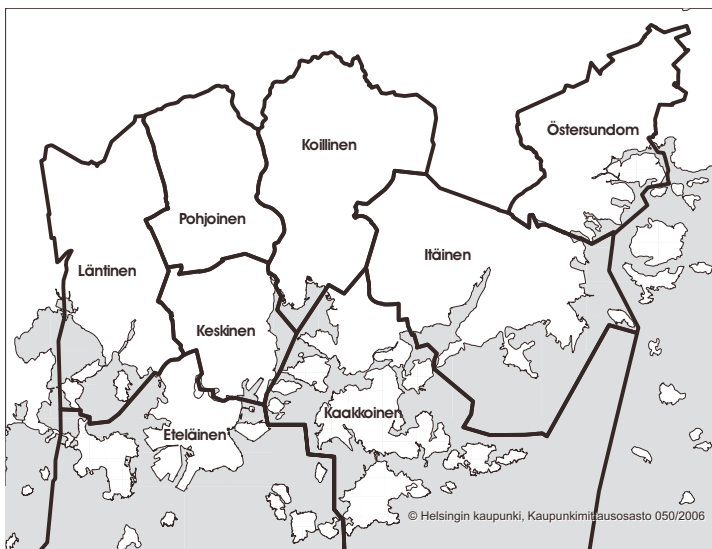 Östersundom
Koillinen
Pohjoinen
Itäinen
Läntinen
Keskinen
Kaakkoinen
Eteläinen
© Helsingin kaupunki, Kaupunkimittausosasto 050/2006